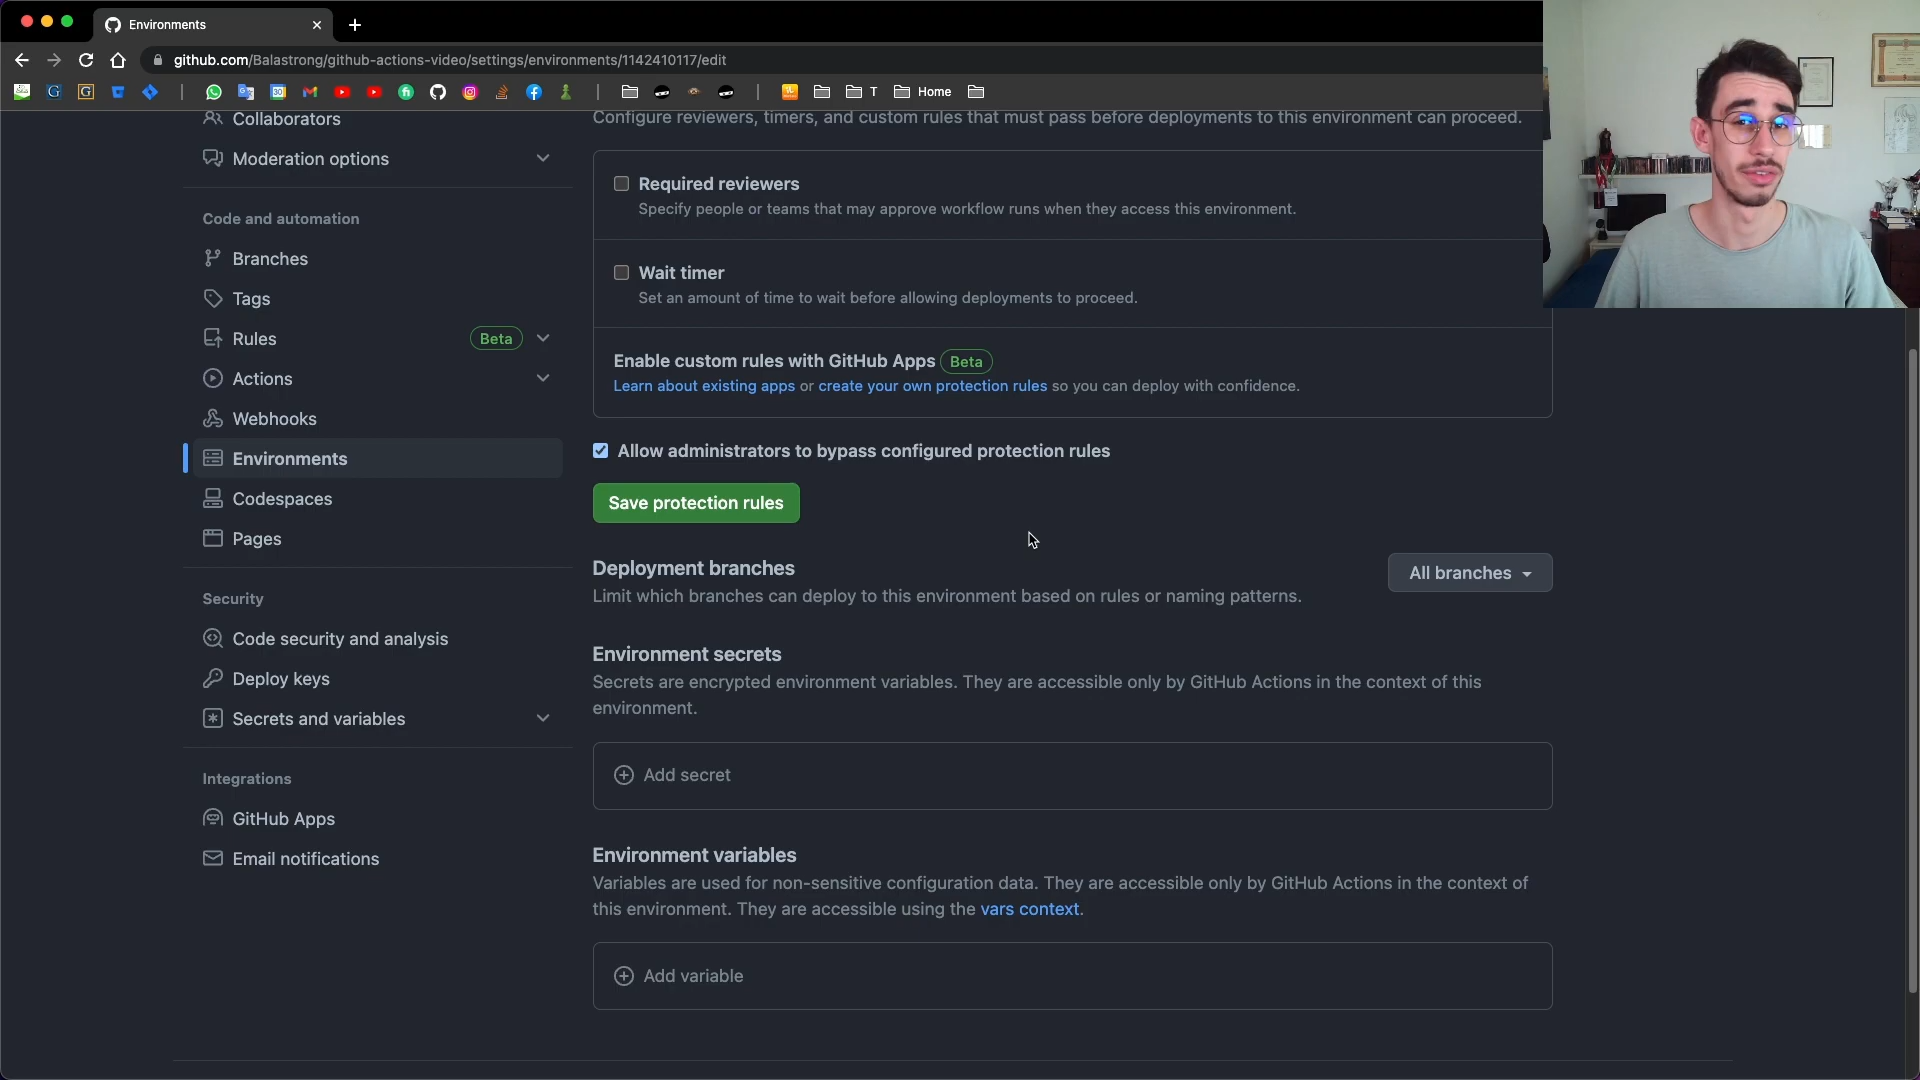 Environments
github.com/Balastrong/github-actions-video/settings/environments/1142410117/edit
T
Home
Collaborators
Moderation options
Code and automation
Branches
Tags
Rules
Beta
Actions
Webhooks
Environments
Codespaces
Pages
Security
Code security and analysis
Deploy keys
Secrets and variables
Integrations
GitHub Apps
Email notifications
Configure reviewers, timers, and custom rules that must pass before deployments to this environment can proceed.
Required reviewers
Specify people or teams that may approve workflow runs when they access this environment.
Wait timer
Set an amount of time to wait before allowing deployments to proceed.
Enable custom rules with GitHub Apps Beta
Learn about existing apps or create your own protection rules so you can deploy with confidence.
Allow administrators to bypass configured protection rules
Save protection rules
Deployment branches
All branches
Limit which branches can deploy to this environment based on rules or naming patterns.
Environment secrets
Secrets are encrypted environment variables. They are accessible only by GitHub Actions in the context of this
environment.
Add secret
Environment variables
Variables are used for non-sensitive configuration data. They are accessible only by GitHub Actions in the context of
this environment. They are accessible using the vars context.
Add variable